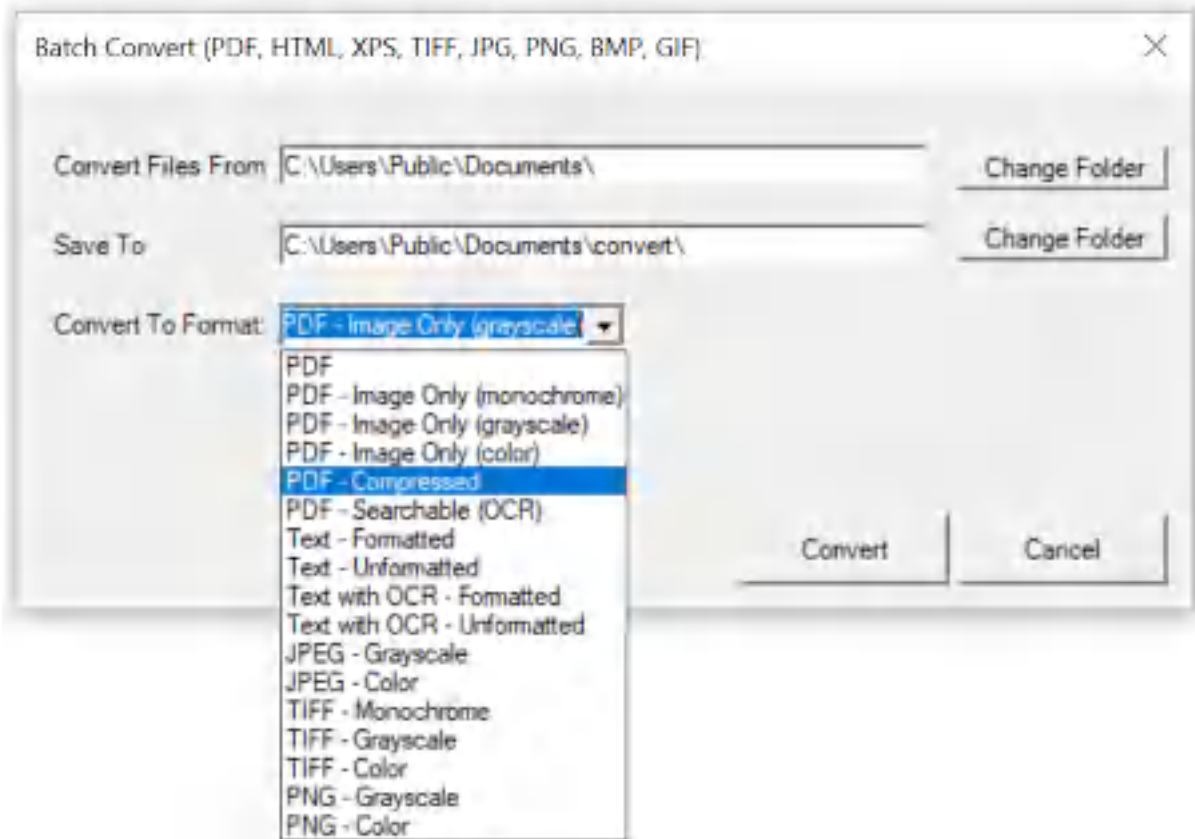 Batch Convert (PDF, HTML, XPS, TIFF, JPG, PNG, BMP, GIF)
Convert Files From C:\Users\Public\Documents\ Change Folder
Save To C:\Users\Public\Documents\convert\ Change Folder
Convert To Format: PDF - Image Only (grayscale)
PDF
PDF - Image Only (monochrome)
PDF - Image Only (grayscale)
PDF - Image Only (color)
PDF - Compressed
PDF - Searchable (OCR)
Text - Formatted
Text - Unformatted
Text with OCR - Formatted
Text with OCR - Unformatted
JPEG - Grayscale
JPEG - Color
TIFF - Monochrome
TIFF - Grayscale
TIFF - Color
PNG - Grayscale
PNG - Color
Convert Cancel